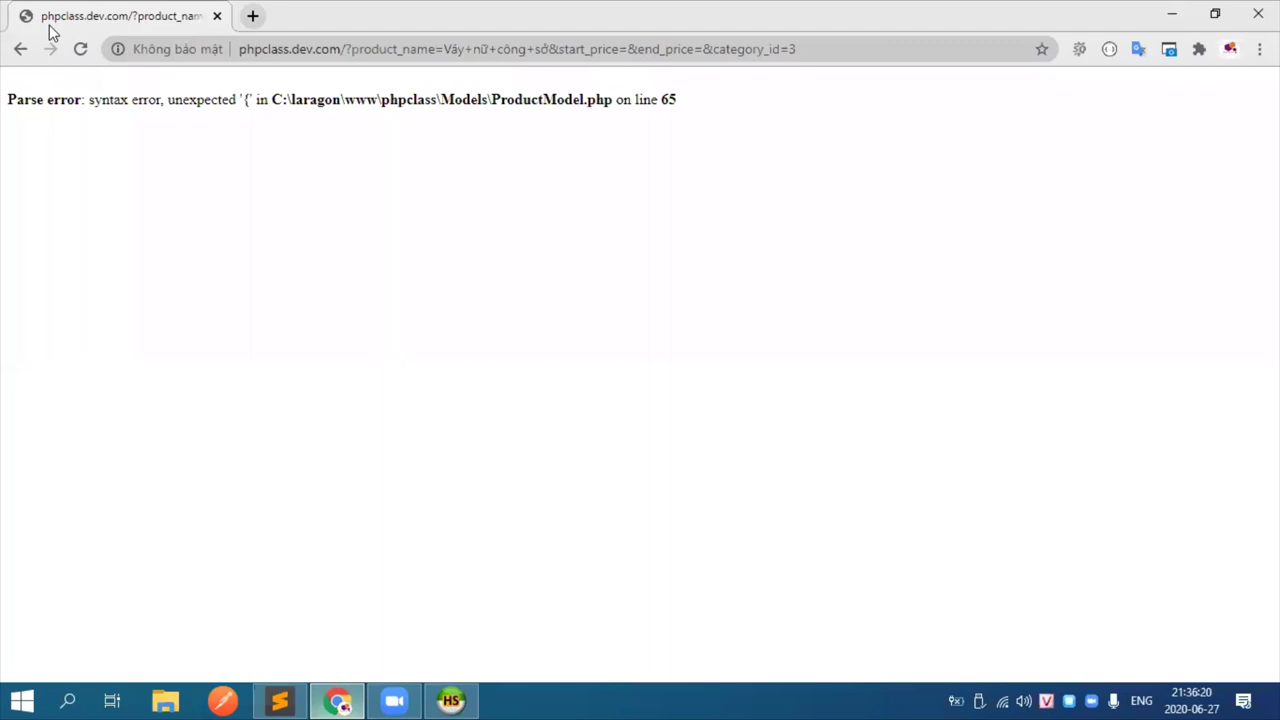 phpclass.dev.com/?product_nam
Không bảo mật
phpclass.dev.com/?product_name=Váy+nữ+công+sở&start_price=&end_price=&category_id=3
Parse error: syntax error, unexpected '{' in C:\laragon\www\phpclass\Models\ProductModel.php on line 65
HS
V
ENG
21:36:20
2020-06-27